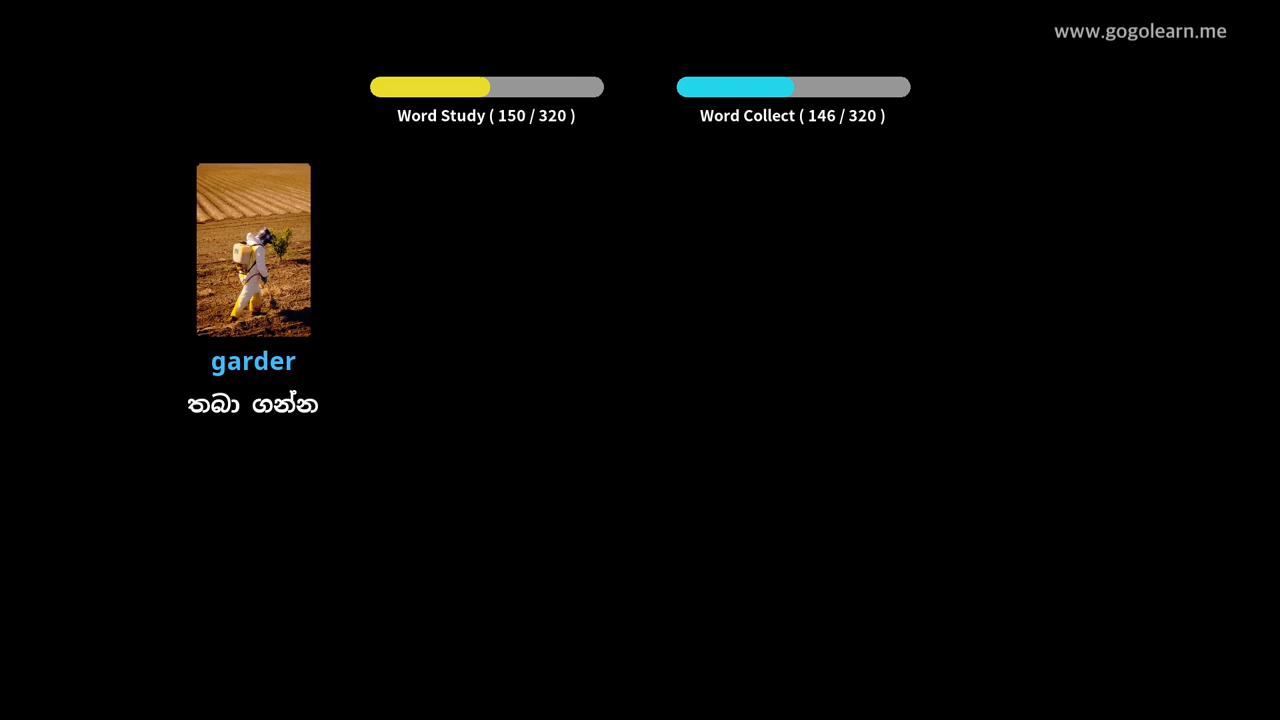 www.gogolearn.me
Word Study ( 150 / 320 )
Word Collect ( 146 / 320 )
garder
තබා ගන්න